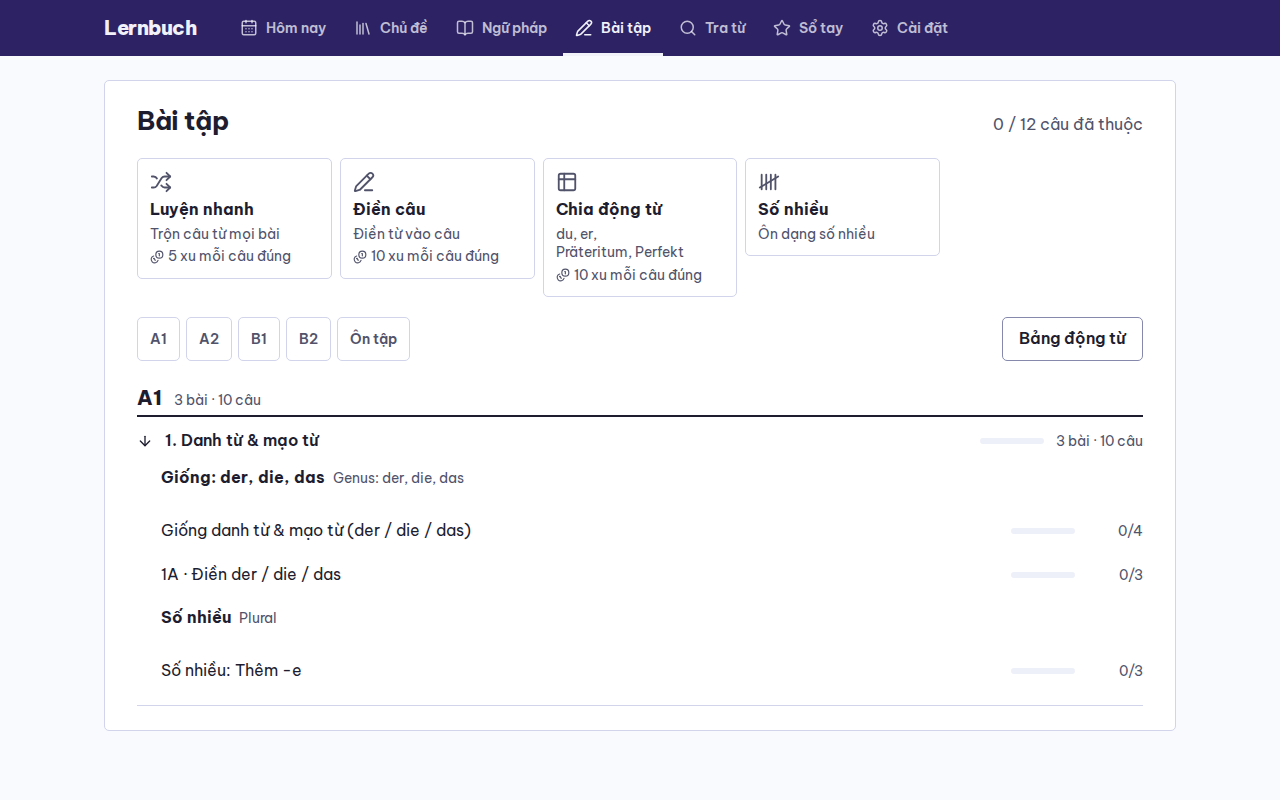 Lernbuch
Hôm nay
Chủ đề
Ngữ pháp
Bài tập
Tra từ
Sổ tay
Cài đặt
Bài tập
0 / 12 câu đã thuộc
Luyện nhanh
Trộn câu từ mọi bài
5 xu mỗi câu đúng
Điền câu
Điền từ vào câu
10 xu mỗi câu đúng
Chia động từ
du, er,
Präteritum, Perfekt
10 xu mỗi câu đúng
Số nhiều
Ôn dạng số nhiều
A1
A2
B1
B2
Ôn tập
Bảng động từ
A1 3 bài · 10 câu
1. Danh từ & mạo từ 3 bài · 10 câu
Giống: der, die, das Genus: der, die, das
Giống danh từ & mạo từ (der / die / das) 0/4
1A · Điền der / die / das 0/3
Số nhiều Plural
Số nhiều: Thêm -e 0/3